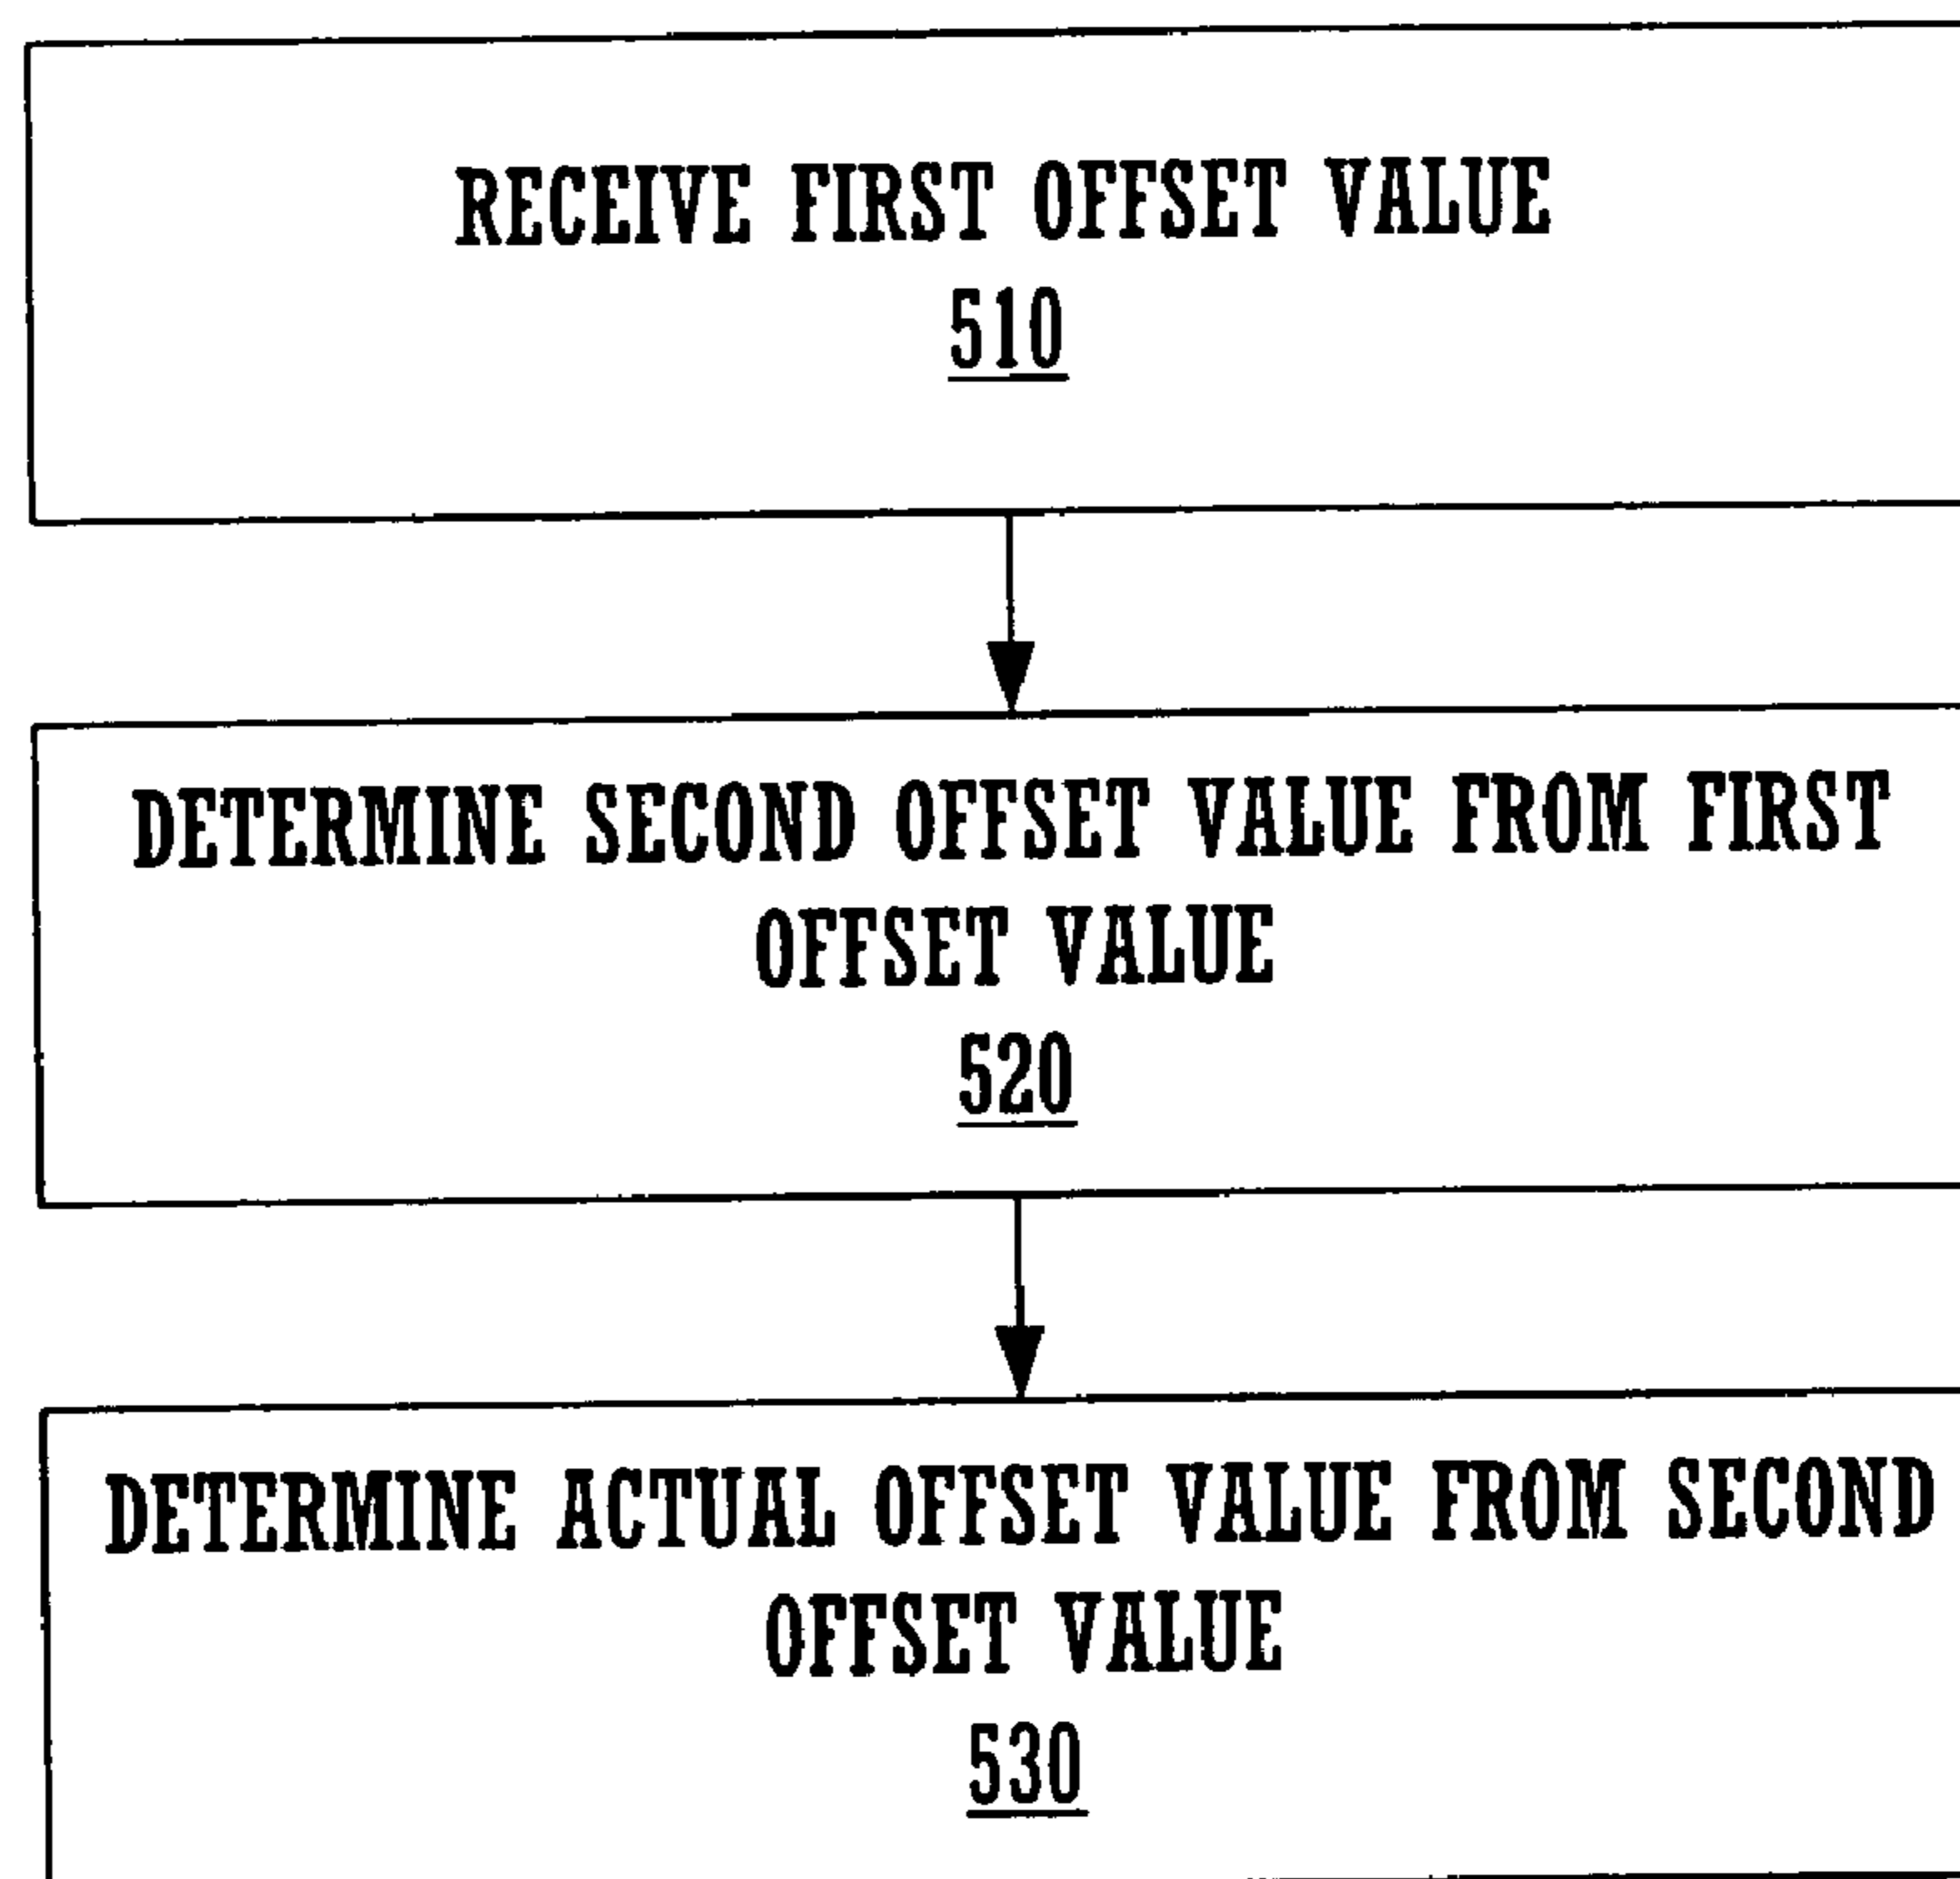 RECEIVE FIRST OFFSET VALUE
510
DETERMINE SECOND OFFSET VALUE FROM FIRST
OFFSET VALUE
520
DETERMINE ACTUAL OFFSET VALUE FROM SECOND
OFFSET VALUE
530